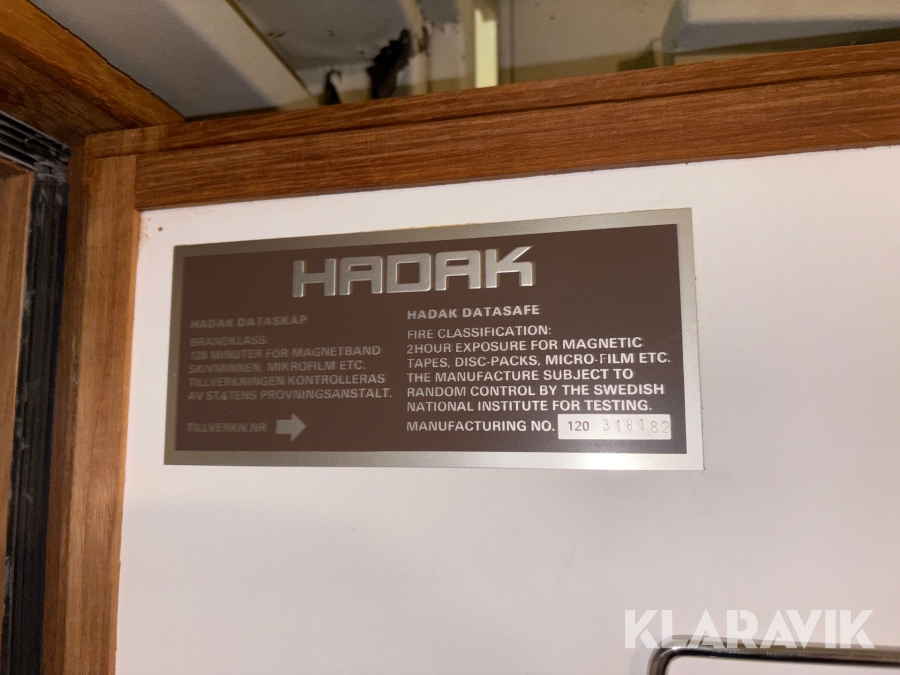 HADAK
HADAK DATASKÅP
BRANDKLASS:
120 MINUTER FÖR MAGNETBAND
SKIVMINNEN, MIKROFILM ETC.
TILLVERKNINGEN KONTROLLERAS
AV STATENS PROVNINGSANSTALT.
TILLVERKN.NR
HADAK DATASAFE
FIRE CLASSIFICATION:
2HOUR EXPOSURE FOR MAGNETIC
TAPES, DISC-PACKS, MICRO-FILM ETC.
THE MANUFACTURE SUBJECT TO
RANDOM CONTROL BY THE SWEDISH
NATIONAL INSTITUTE FOR TESTING.
MANUFACTURING NO. 120 318182
KLARAVIK